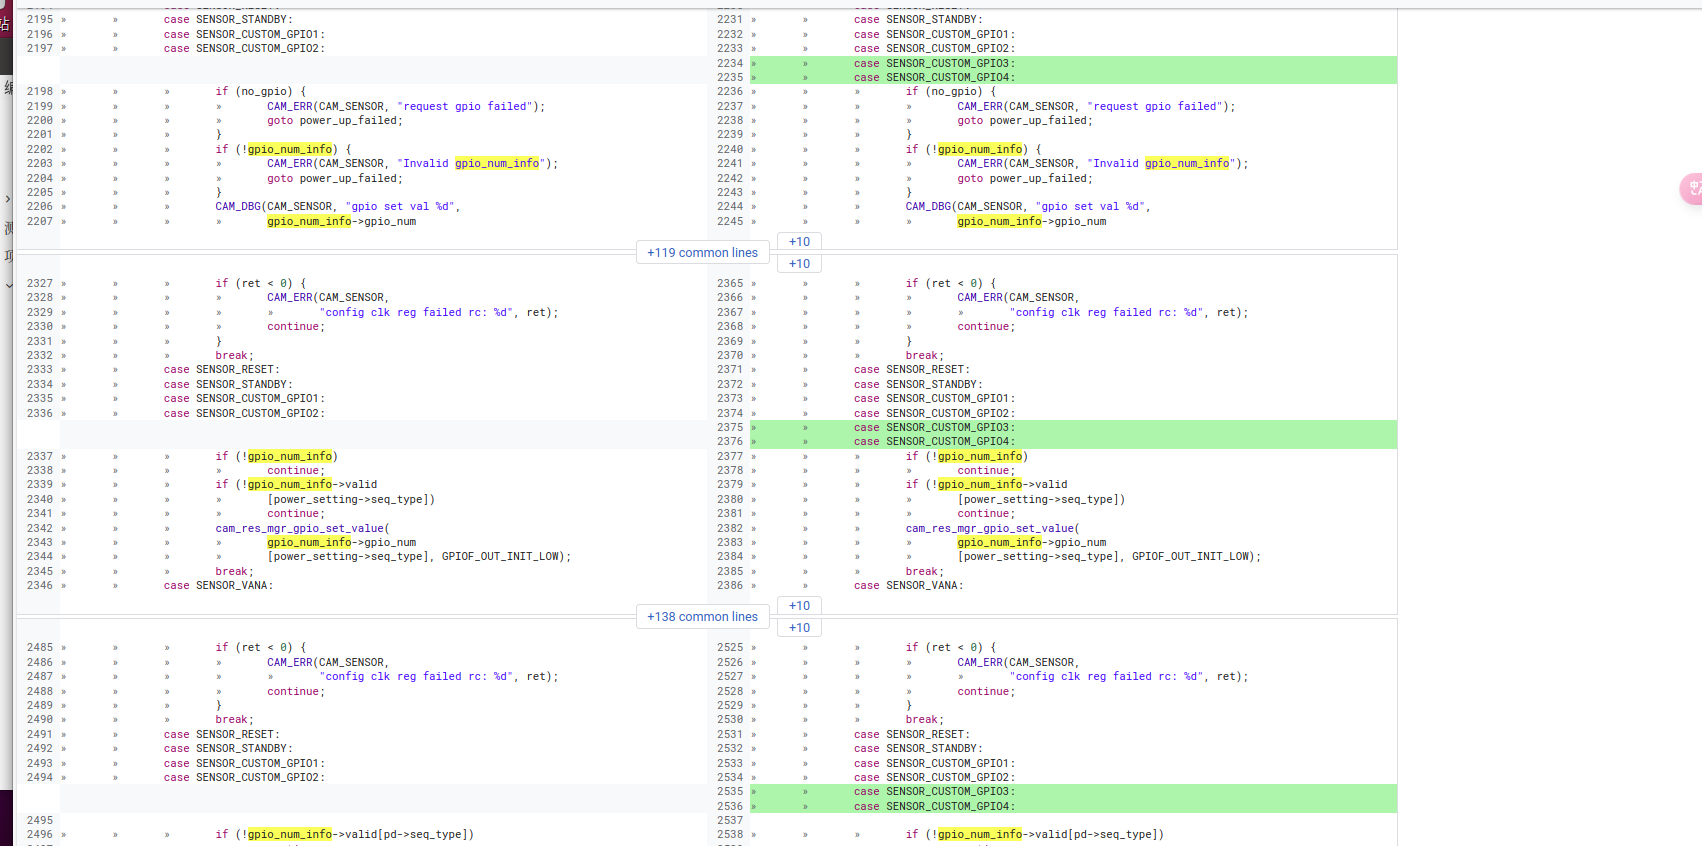 2195 » » case SENSOR_STANDBY:
2196 » » case SENSOR_CUSTOM_GPIO1:
2197 » » case SENSOR_CUSTOM_GPIO2:
2198 » » » if (no_gpio) {
2199 » » » » CAM_ERR(CAM_SENSOR, "request gpio failed");
2200 » » » » goto power_up_failed;
2201 » » » }
2202 » » » if (!gpio_num_info) {
2203 » » » » CAM_ERR(CAM_SENSOR, "Invalid gpio_num_info");
2204 » » » » goto power_up_failed;
2205 » » » }
2206 » » » CAM_DBG(CAM_SENSOR, "gpio set val %d",
2207 » » » » gpio_num_info->gpio_num
2231 » » case SENSOR_STANDBY:
2232 » » case SENSOR_CUSTOM_GPIO1:
2233 » » case SENSOR_CUSTOM_GPIO2:
2234 » » case SENSOR_CUSTOM_GPIO3:
2235 » » case SENSOR_CUSTOM_GPIO4:
2236 » » » if (no_gpio) {
2237 » » » » CAM_ERR(CAM_SENSOR, "request gpio failed");
2238 » » » » goto power_up_failed;
2239 » » » }
2240 » » » if (!gpio_num_info) {
2241 » » » » CAM_ERR(CAM_SENSOR, "Invalid gpio_num_info");
2242 » » » » goto power_up_failed;
2243 » » » }
2244 » » » CAM_DBG(CAM_SENSOR, "gpio set val %d",
2245 » » » » gpio_num_info->gpio_num
+10
+119 common lines
+10
2327 » » » if (ret < 0) {
2328 » » » » CAM_ERR(CAM_SENSOR,
2329 » » » » » "config clk reg failed rc: %d", ret);
2330 » » » » continue;
2331 » » » }
2332 » » » break;
2333 » » case SENSOR_RESET:
2334 » » case SENSOR_STANDBY:
2335 » » case SENSOR_CUSTOM_GPIO1:
2336 » » case SENSOR_CUSTOM_GPIO2:
2337 » » » if (!gpio_num_info)
2338 » » » » continue;
2339 » » » if (!gpio_num_info->valid
2340 » » » » [power_setting->seq_type])
2341 » » » » continue;
2342 » » » cam_res_mgr_gpio_set_value(
2343 » » » » gpio_num_info->gpio_num
2344 » » » » [power_setting->seq_type], GPIOF_OUT_INIT_LOW);
2345 » » » break;
2346 » » case SENSOR_VANA:
2365 » » » if (ret < 0) {
2366 » » » » CAM_ERR(CAM_SENSOR,
2367 » » » » » "config clk reg failed rc: %d", ret);
2368 » » » » continue;
2369 » » » }
2370 » » » break;
2371 » » case SENSOR_RESET:
2372 » » case SENSOR_STANDBY:
2373 » » case SENSOR_CUSTOM_GPIO1:
2374 » » case SENSOR_CUSTOM_GPIO2:
2375 » » case SENSOR_CUSTOM_GPIO3:
2376 » » case SENSOR_CUSTOM_GPIO4:
2377 » » » if (!gpio_num_info)
2378 » » » » continue;
2379 » » » if (!gpio_num_info->valid
2380 » » » » [power_setting->seq_type])
2381 » » » » continue;
2382 » » » cam_res_mgr_gpio_set_value(
2383 » » » » gpio_num_info->gpio_num
2384 » » » » [power_setting->seq_type], GPIOF_OUT_INIT_LOW);
2385 » » » break;
2386 » » case SENSOR_VANA:
+10
+138 common lines
+10
2485 » » » if (ret < 0) {
2486 » » » » CAM_ERR(CAM_SENSOR,
2487 » » » » » "config clk reg failed rc: %d", ret);
2488 » » » » continue;
2489 » » » }
2490 » » » break;
2491 » » case SENSOR_RESET:
2492 » » case SENSOR_STANDBY:
2493 » » case SENSOR_CUSTOM_GPIO1:
2494 » » case SENSOR_CUSTOM_GPIO2:
2495
2496 » » » if (!gpio_num_info->valid[pd->seq_type])
2525 » » » if (ret < 0) {
2526 » » » » CAM_ERR(CAM_SENSOR,
2527 » » » » » "config clk reg failed rc: %d", ret);
2528 » » » » continue;
2529 » » » }
2530 » » » break;
2531 » » case SENSOR_RESET:
2532 » » case SENSOR_STANDBY:
2533 » » case SENSOR_CUSTOM_GPIO1:
2534 » » case SENSOR_CUSTOM_GPIO2:
2535 » » case SENSOR_CUSTOM_GPIO3:
2536 » » case SENSOR_CUSTOM_GPIO4:
2537
2538 » » » if (!gpio_num_info->valid[pd->seq_type])